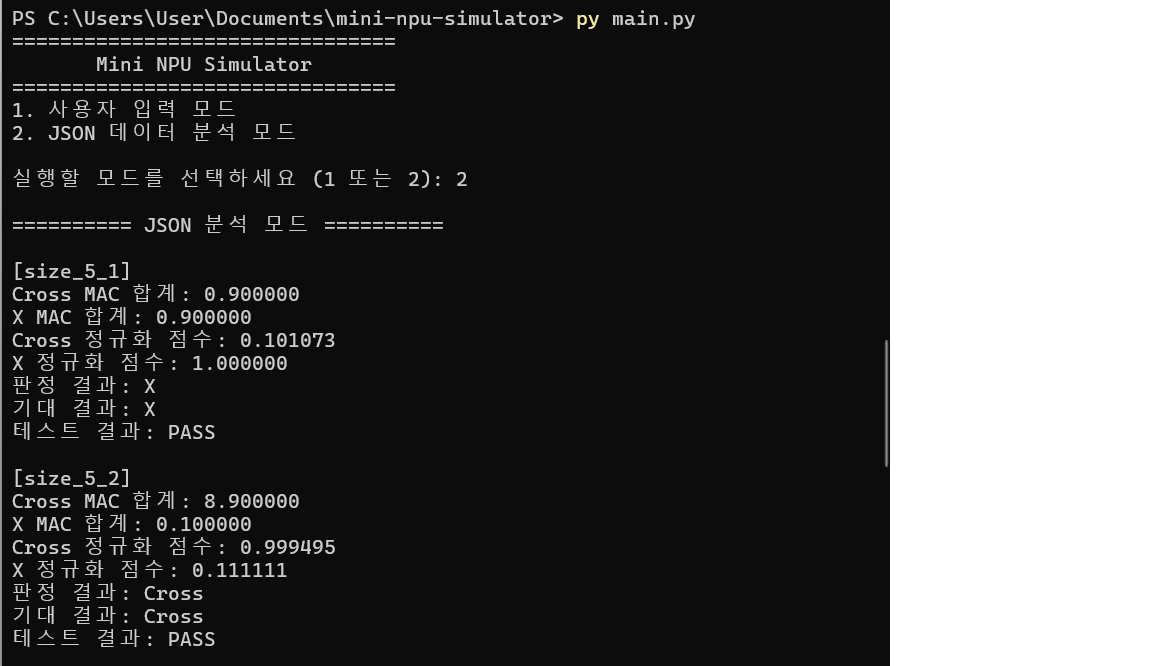 PS C:\Users\User\Documents\mini-npu-simulator> py main.py
================================
Mini NPU Simulator
================================
1. 사용자 입력 모드
2. JSON 데이터 분석 모드
실행할 모드를 선택하세요 (1 또는 2): 2
========== JSON 분석 모드 ==========
[size_5_1]
Cross MAC 합계: 0.900000
X MAC 합계: 0.900000
Cross 정규화 점수: 0.101073
X 정규화 점수: 1.000000
판정 결과: X
기대 결과: X
테스트 결과: PASS
[size_5_2]
Cross MAC 합계: 8.900000
X MAC 합계: 0.100000
Cross 정규화 점수: 0.999495
X 정규화 점수: 0.111111
판정 결과: Cross
기대 결과: Cross
테스트 결과: PASS